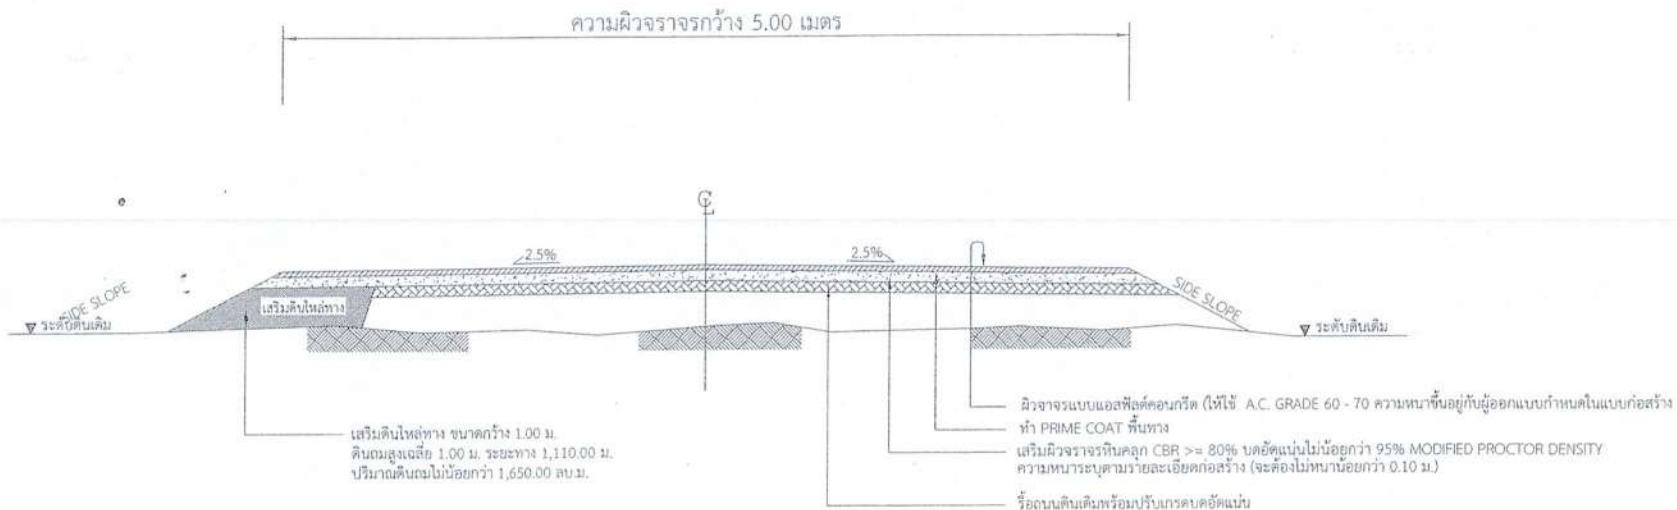 ความผิวจราจรกว้าง 5.00 เมตร
C L
2.5%
2.5%
SIDE SLOPE
SIDE SLOPE
เสริมดินไหล่ทาง
ระดับดินเดิม
ระดับดินเดิม
ผิวจาจรแบบแอสฟัลต์คอนกรีต (ให้ใช้ A.C. GRADE 60 - 70 ความหนาขึ้นอยู่กับผู้ออกแบบกำหนดในแบบก่อสร้าง
ทำ PRIME COAT พื้นทาง
เสริมผิวจราจรหินคลุก CBR >= 80% บดอัดแน่นไม่น้อยกว่า 95% MODIFIED PROCTOR DENSITY
ความหนาระบุตามรายละเอียดก่อสร้าง (จะต้องไม่หนาน้อยกว่า 0.10 ม.)
รื้อถนนดินเดิมพร้อมปรับเกรดบดอัดแน่น
เสริมดินไหล่ทาง ขนาดกว้าง 1.00 ม.
ดินถมสูงเฉลี่ย 1.00 ม. ระยะทาง 1,110.00 ม.
ปริมาณดินถมไม่น้อยกว่า 1,650.00 ลบ.ม.